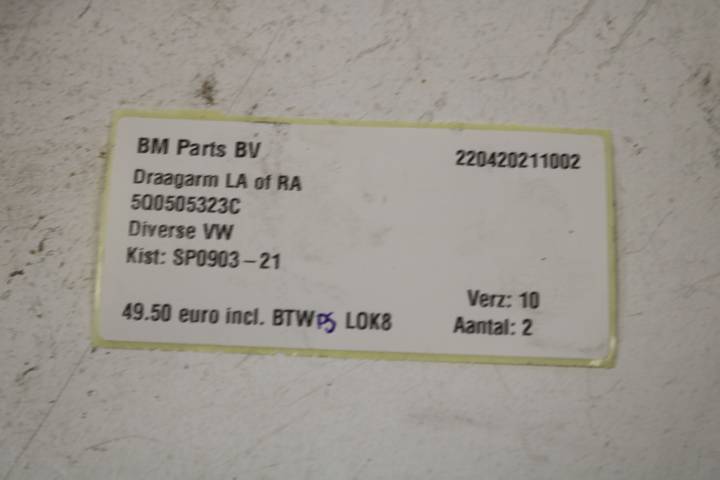 BM Parts BV 220420211002
Draagarm LA of RA
5Q0505323C
Diverse VW
Kist: SP0903-21
Verz: 10
49.50 euro incl. BTW PS LOK8
Aantal: 2